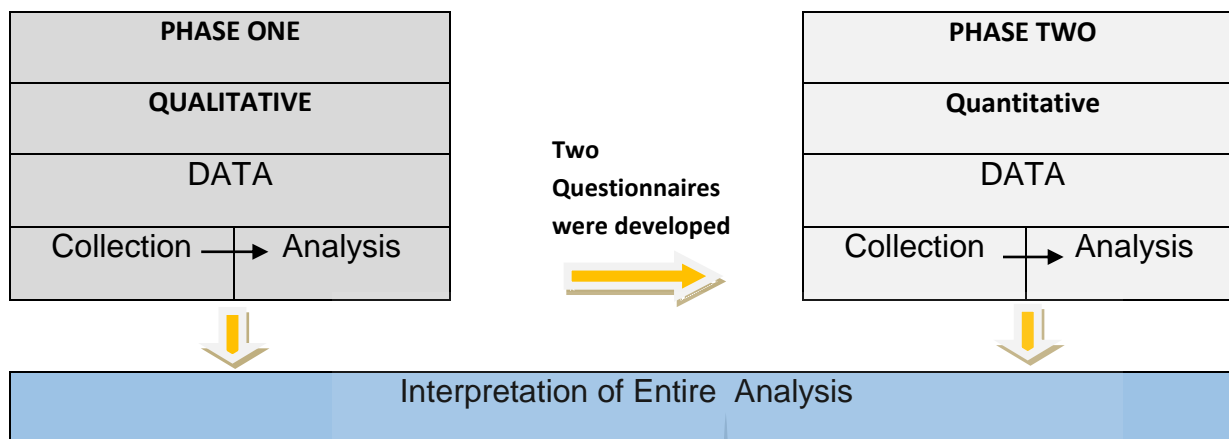 PHASE ONE
QUALITATIVE
DATA
Collection Analysis
Two
Questionnaires
were developed
PHASE TWO
Quantitative
DATA
Collection Analysis
Interpretation of Entire Analysis